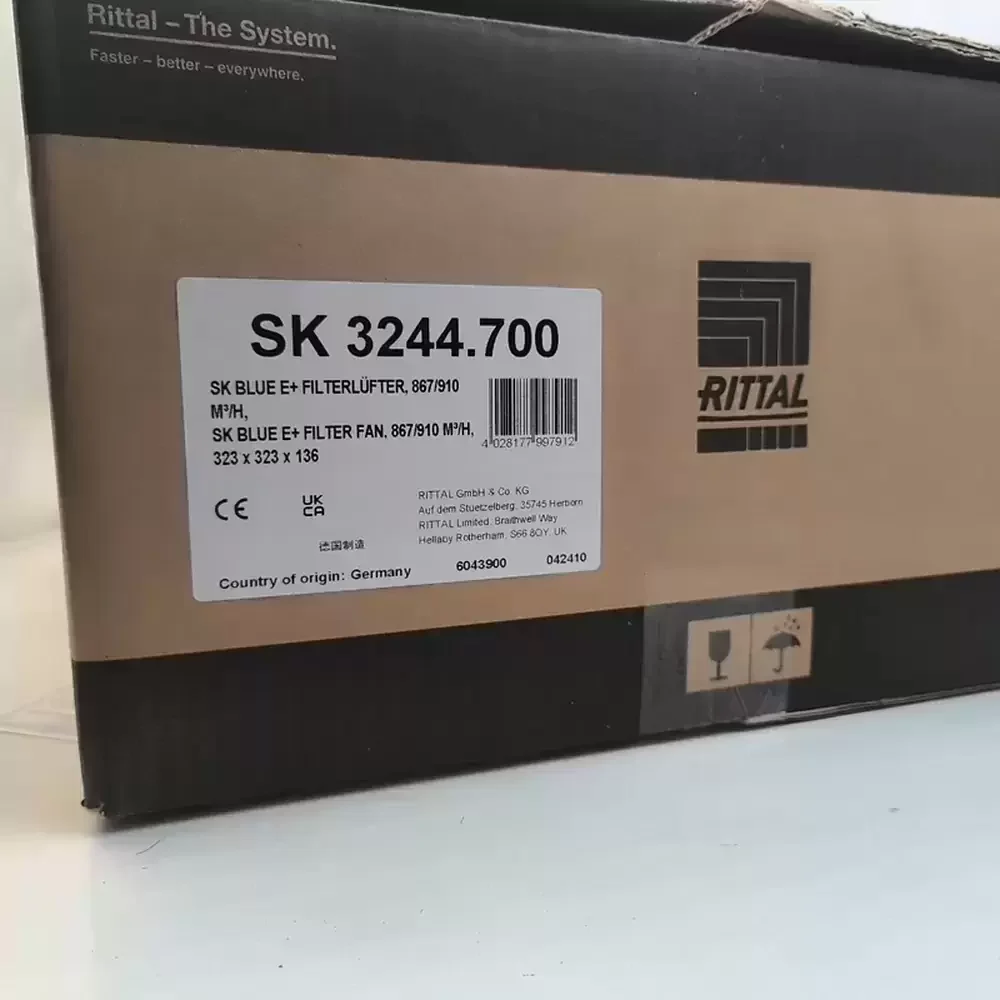 Rittal – The System.
Faster – better – everywhere.
SK 3244.700
SK BLUE E+ FILTERLÜFTER, 867/910
M³/H,
SK BLUE E+ FILTER FAN, 867/910 M³/H,
323 x 323 x 136
4 028177 997912
RITTAL
CE
UK
CA
RITTAL GmbH & Co. KG
Auf dem Stuetzelberg, 35745 Herborn
RITTAL Limited, Braithwell Way
Hellaby Rotherham, S66 8QY, UK
德国制造
Country of origin: Germany
6043900
042410